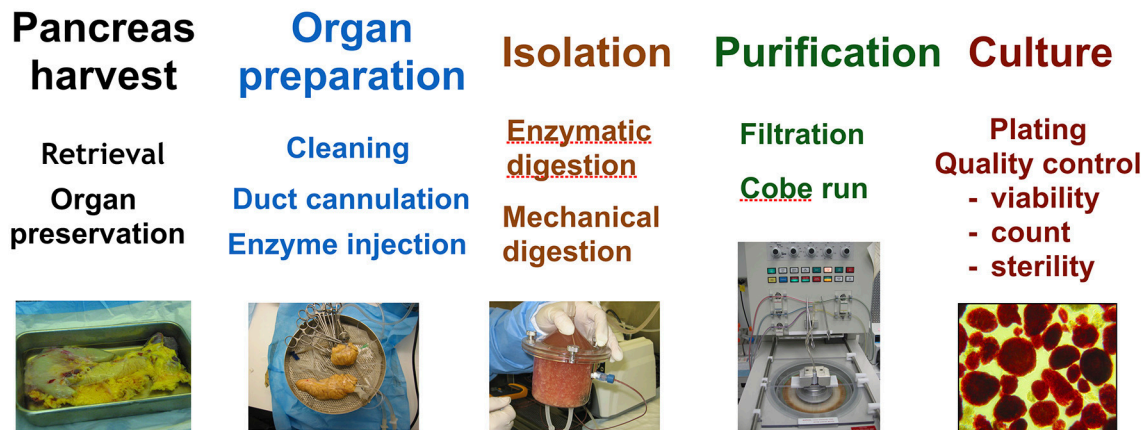 Pancreas
harvest
Retrieval
Organ
preservation
Organ
preparation
Cleaning
Duct cannulation
Enzyme injection
Isolation
Enzymatic
digestion
Mechanical
digestion
Purification
Filtration
Cobe run
Culture
Plating
Quality control
- viability
- count
- sterility